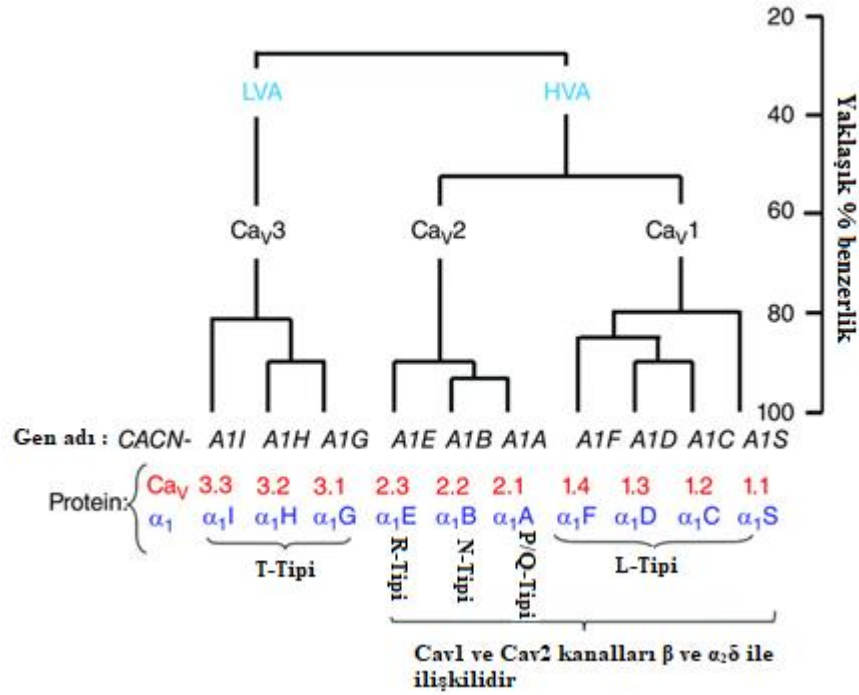 20
LVA HVA
40
60
CaV3 CaV2 CaV1
80
100
Yaklaşık % benzerlik
Gen adı : CACN- A1I A1H A1G A1E A1B A1A A1F A1D A1C A1S
Protein: CaV 3.3 3.2 3.1 2.3 2.2 2.1 1.4 1.3 1.2 1.1
α1 α1I α1H α1G α1E α1B α1A α1F α1D α1C α1S
T-Tipi R-Tipi N-Tipi P/Q-Tipi L-Tipi
Cav1 ve Cav2 kanalları β ve α2δ ile
ilişkilidir